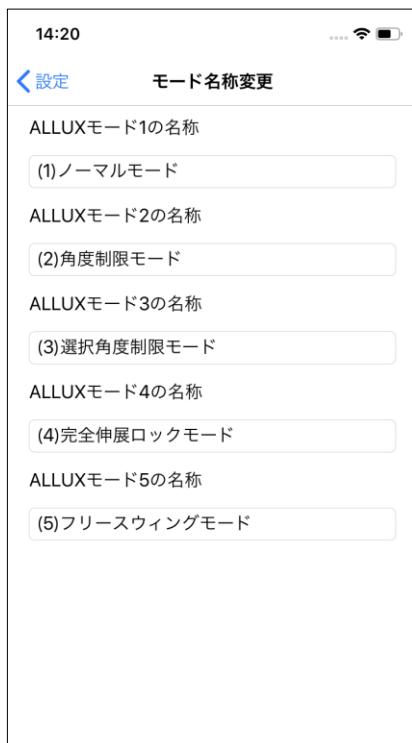 14:20
設定 モード名称変更
ALLUXモード1の名称
(1)ノーマルモード
ALLUXモード2の名称
(2)角度制限モード
ALLUXモード3の名称
(3)選択角度制限モード
ALLUXモード4の名称
(4)完全伸展ロックモード
ALLUXモード5の名称
(5)フリースウィングモード